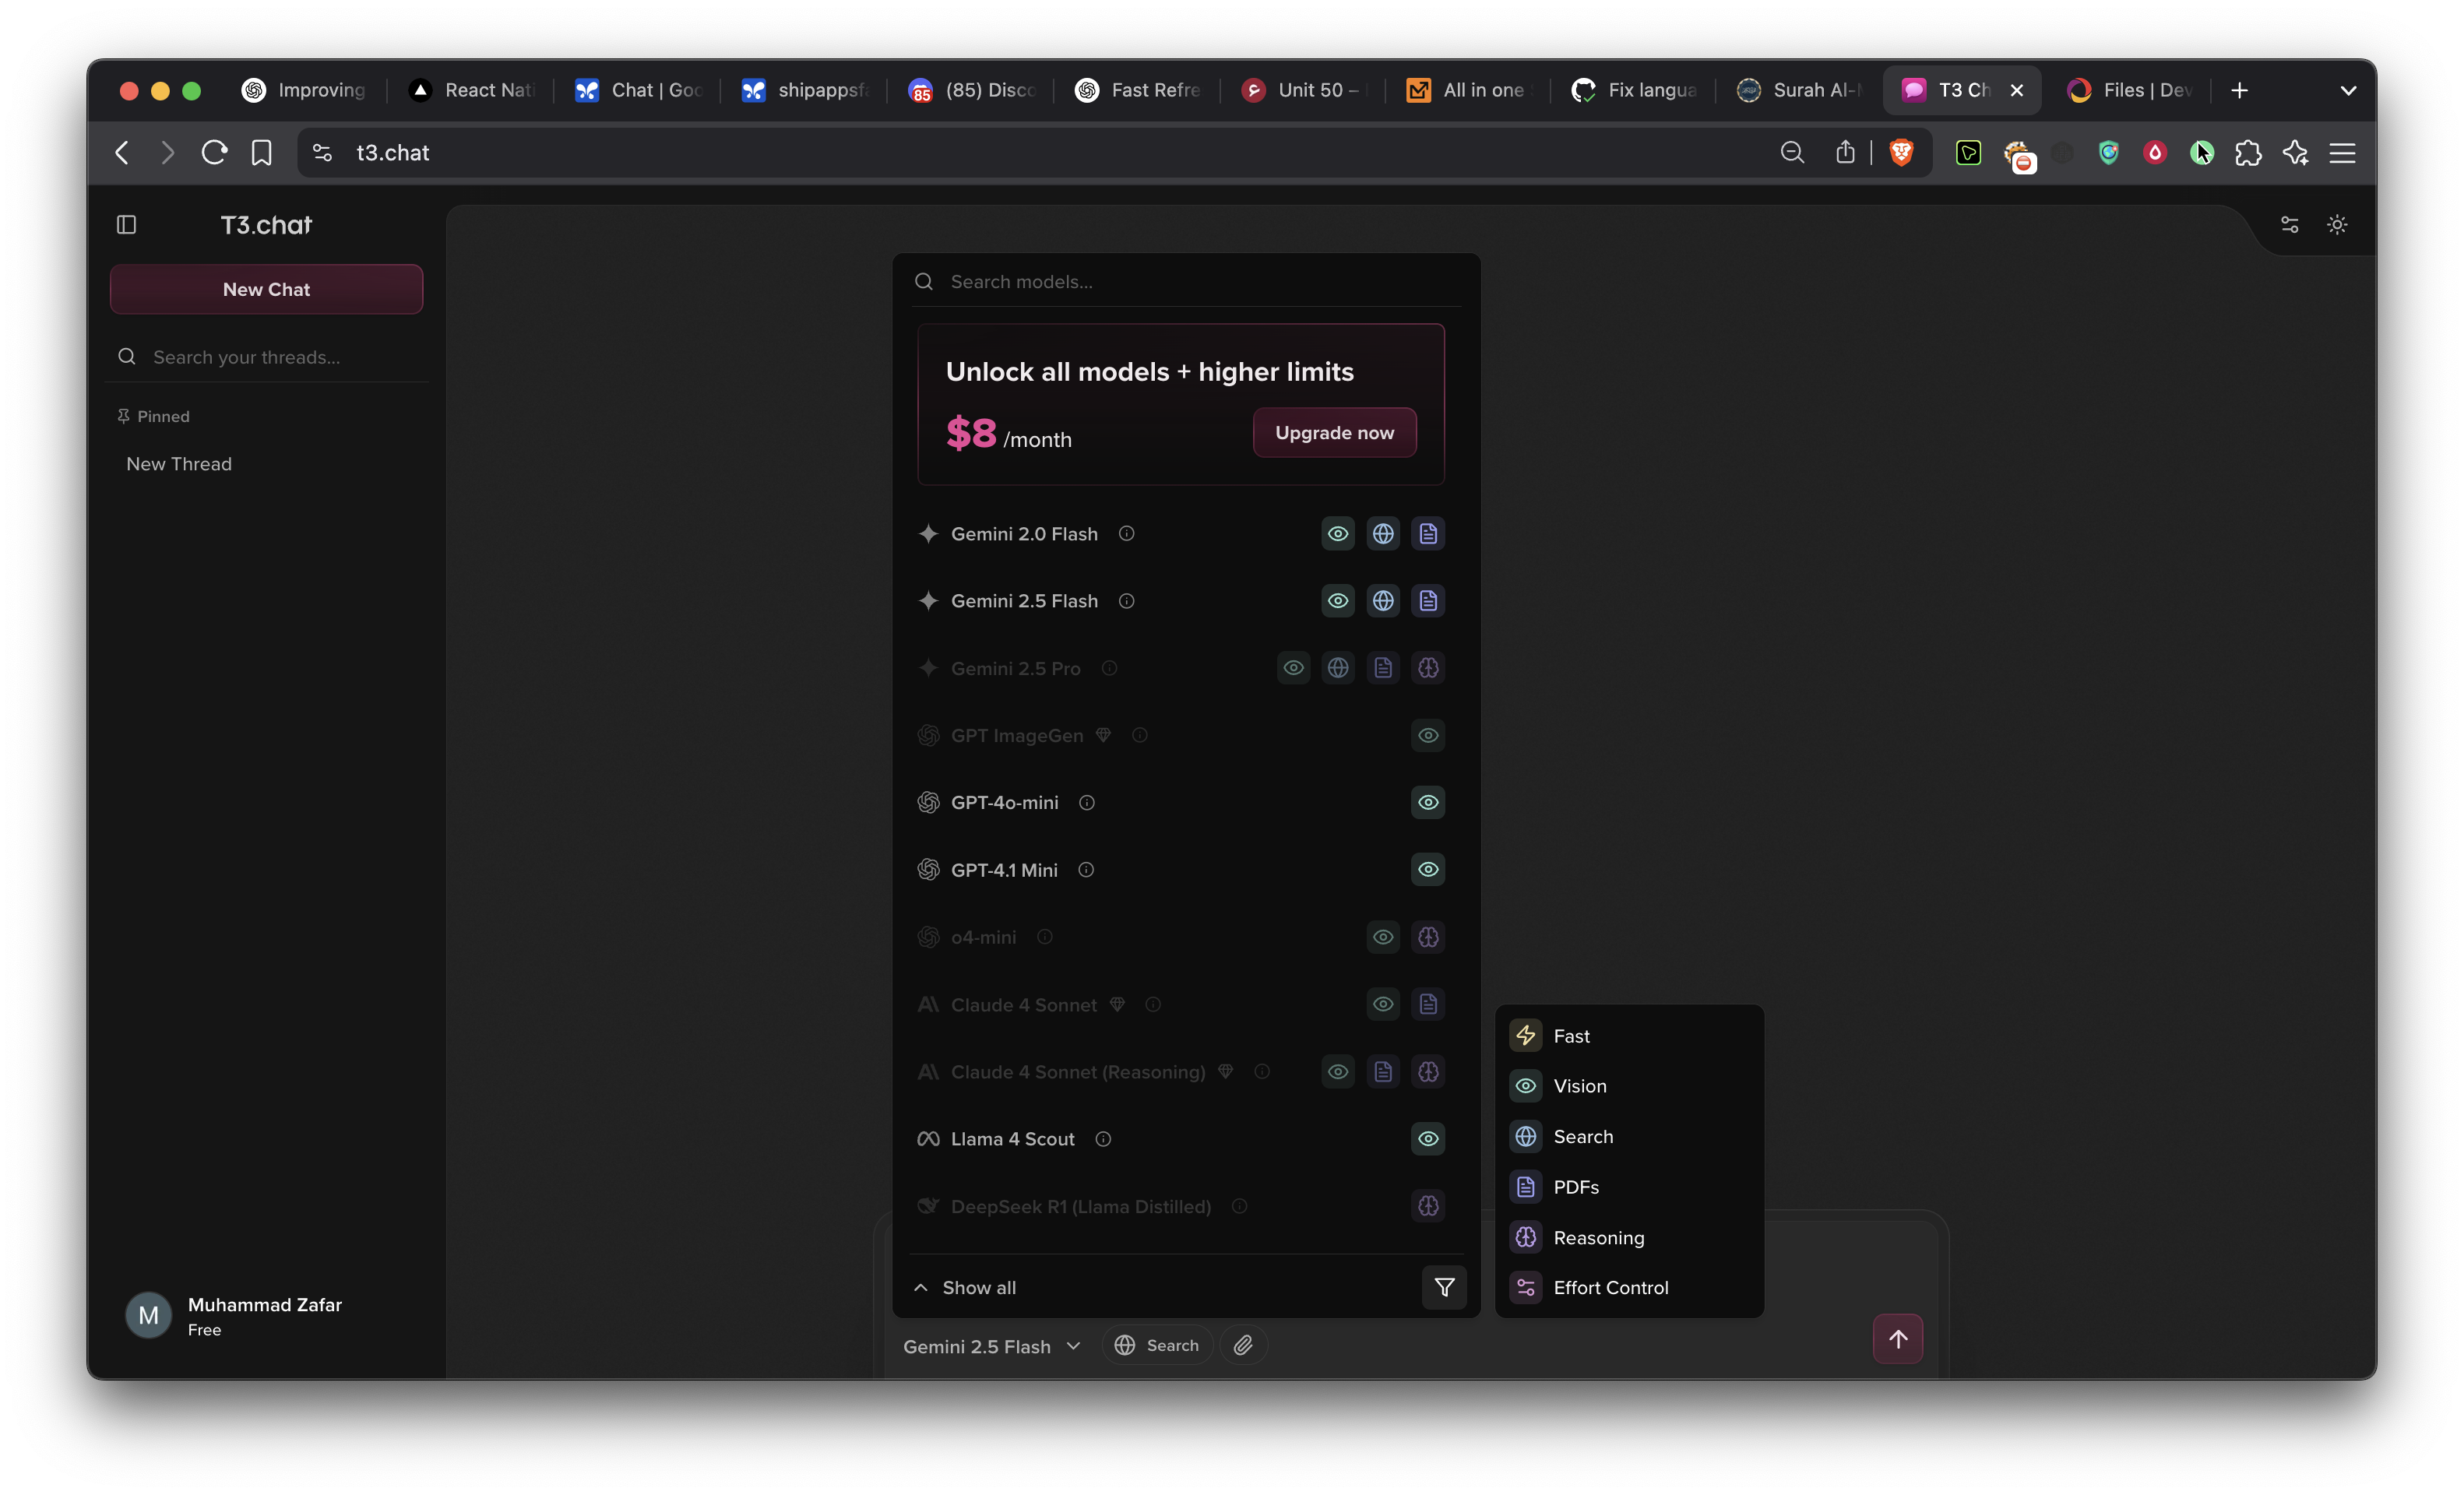 Improving
React Nati
Chat | Goo
shipappsfa
85
(85) Disco
Fast Refre
Unit 50 –
All in one
Fix langua
Surah Al-
T3 Ch
Files | Dev
t3.chat
T3.chat
New Chat
Search your threads...
Pinned
New Thread
Search models...
Unlock all models + higher limits
$8 /month
Upgrade now
Gemini 2.0 Flash
Gemini 2.5 Flash
Gemini 2.5 Pro
GPT ImageGen
GPT-4o-mini
GPT-4.1 Mini
o4-mini
Claude 4 Sonnet
Claude 4 Sonnet (Reasoning)
Llama 4 Scout
DeepSeek R1 (Llama Distilled)
Show all
Fast
Vision
Search
PDFs
Reasoning
Effort Control
Gemini 2.5 Flash
Search
M
Muhammad Zafar
Free